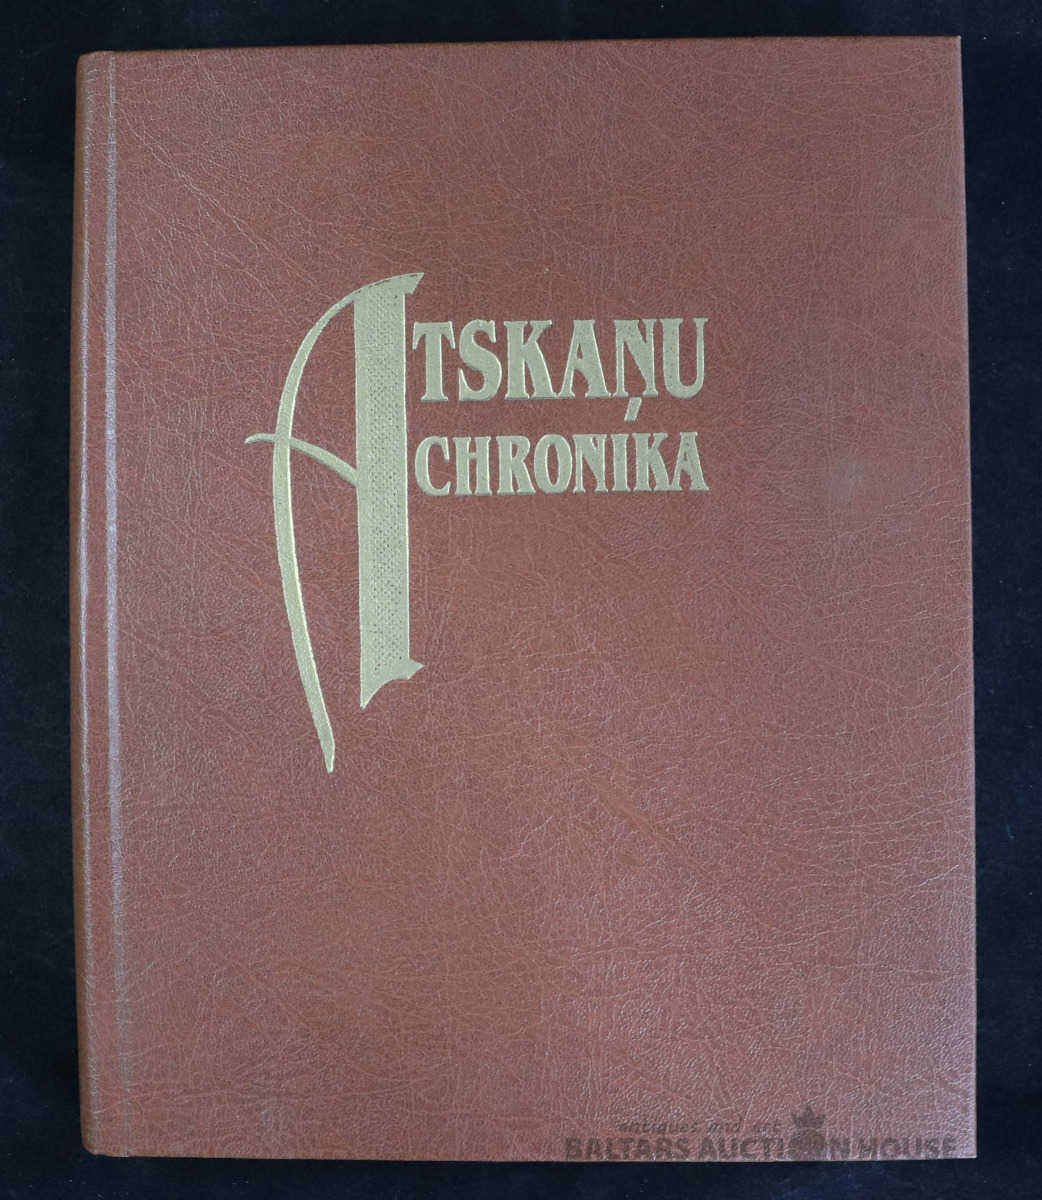 ATSKAŅU
CHRONIKA
antiques and art
BALTARS AUCTION HOUSE